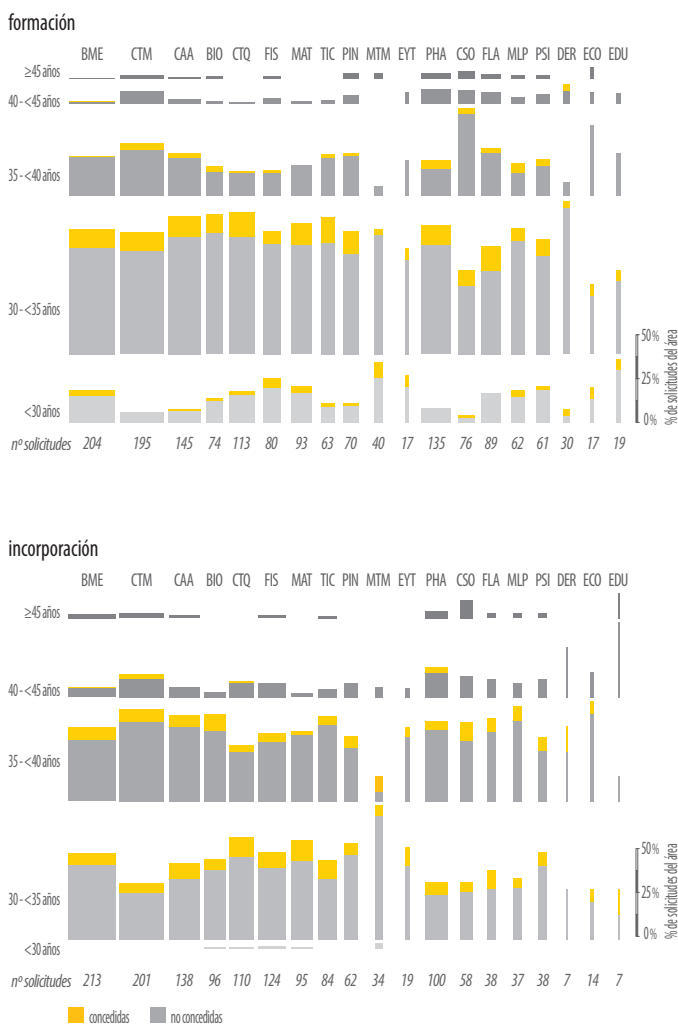 formación
BME CTM CAA BIO CTQ FIS MAT TIC PIN MTM EYT PHA CSO FLA MLP PSI DER ECO EDU
≥45 años
40 - <45 años
35 - <40 años
30 - <35 años
50 %
25 %
0 %
% de solicitudes del área
<30 años
nº solicitudes 204 195 145 74 113 80 93 63 70 40 17 135 76 89 62 61 30 17 19
incorporación
BME CTM CAA BIO CTQ FIS MAT TIC PIN MTM EYT PHA CSO FLA MLP PSI DER ECO EDU
≥45 años
40 - <45 años
35 - <40 años
30 - <35 años
50 %
25 %
0 %
% de solicitudes del área
<30 años
nº solicitudes 213 201 138 96 110 124 95 84 62 34 19 100 58 38 37 38 7 14 7
concedidas no concedidas